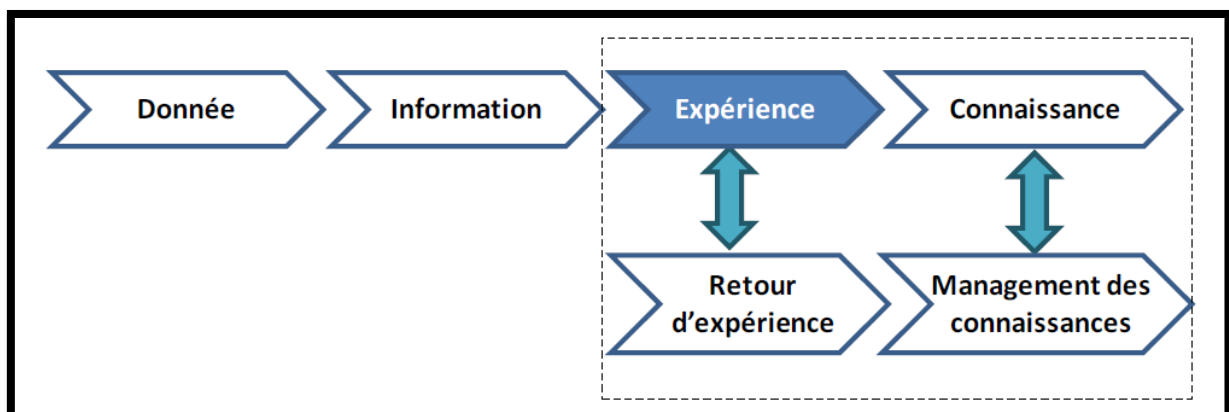 Donnée
Information
Expérience
Connaissance
Retour
d’expérience
Management des
connaissances